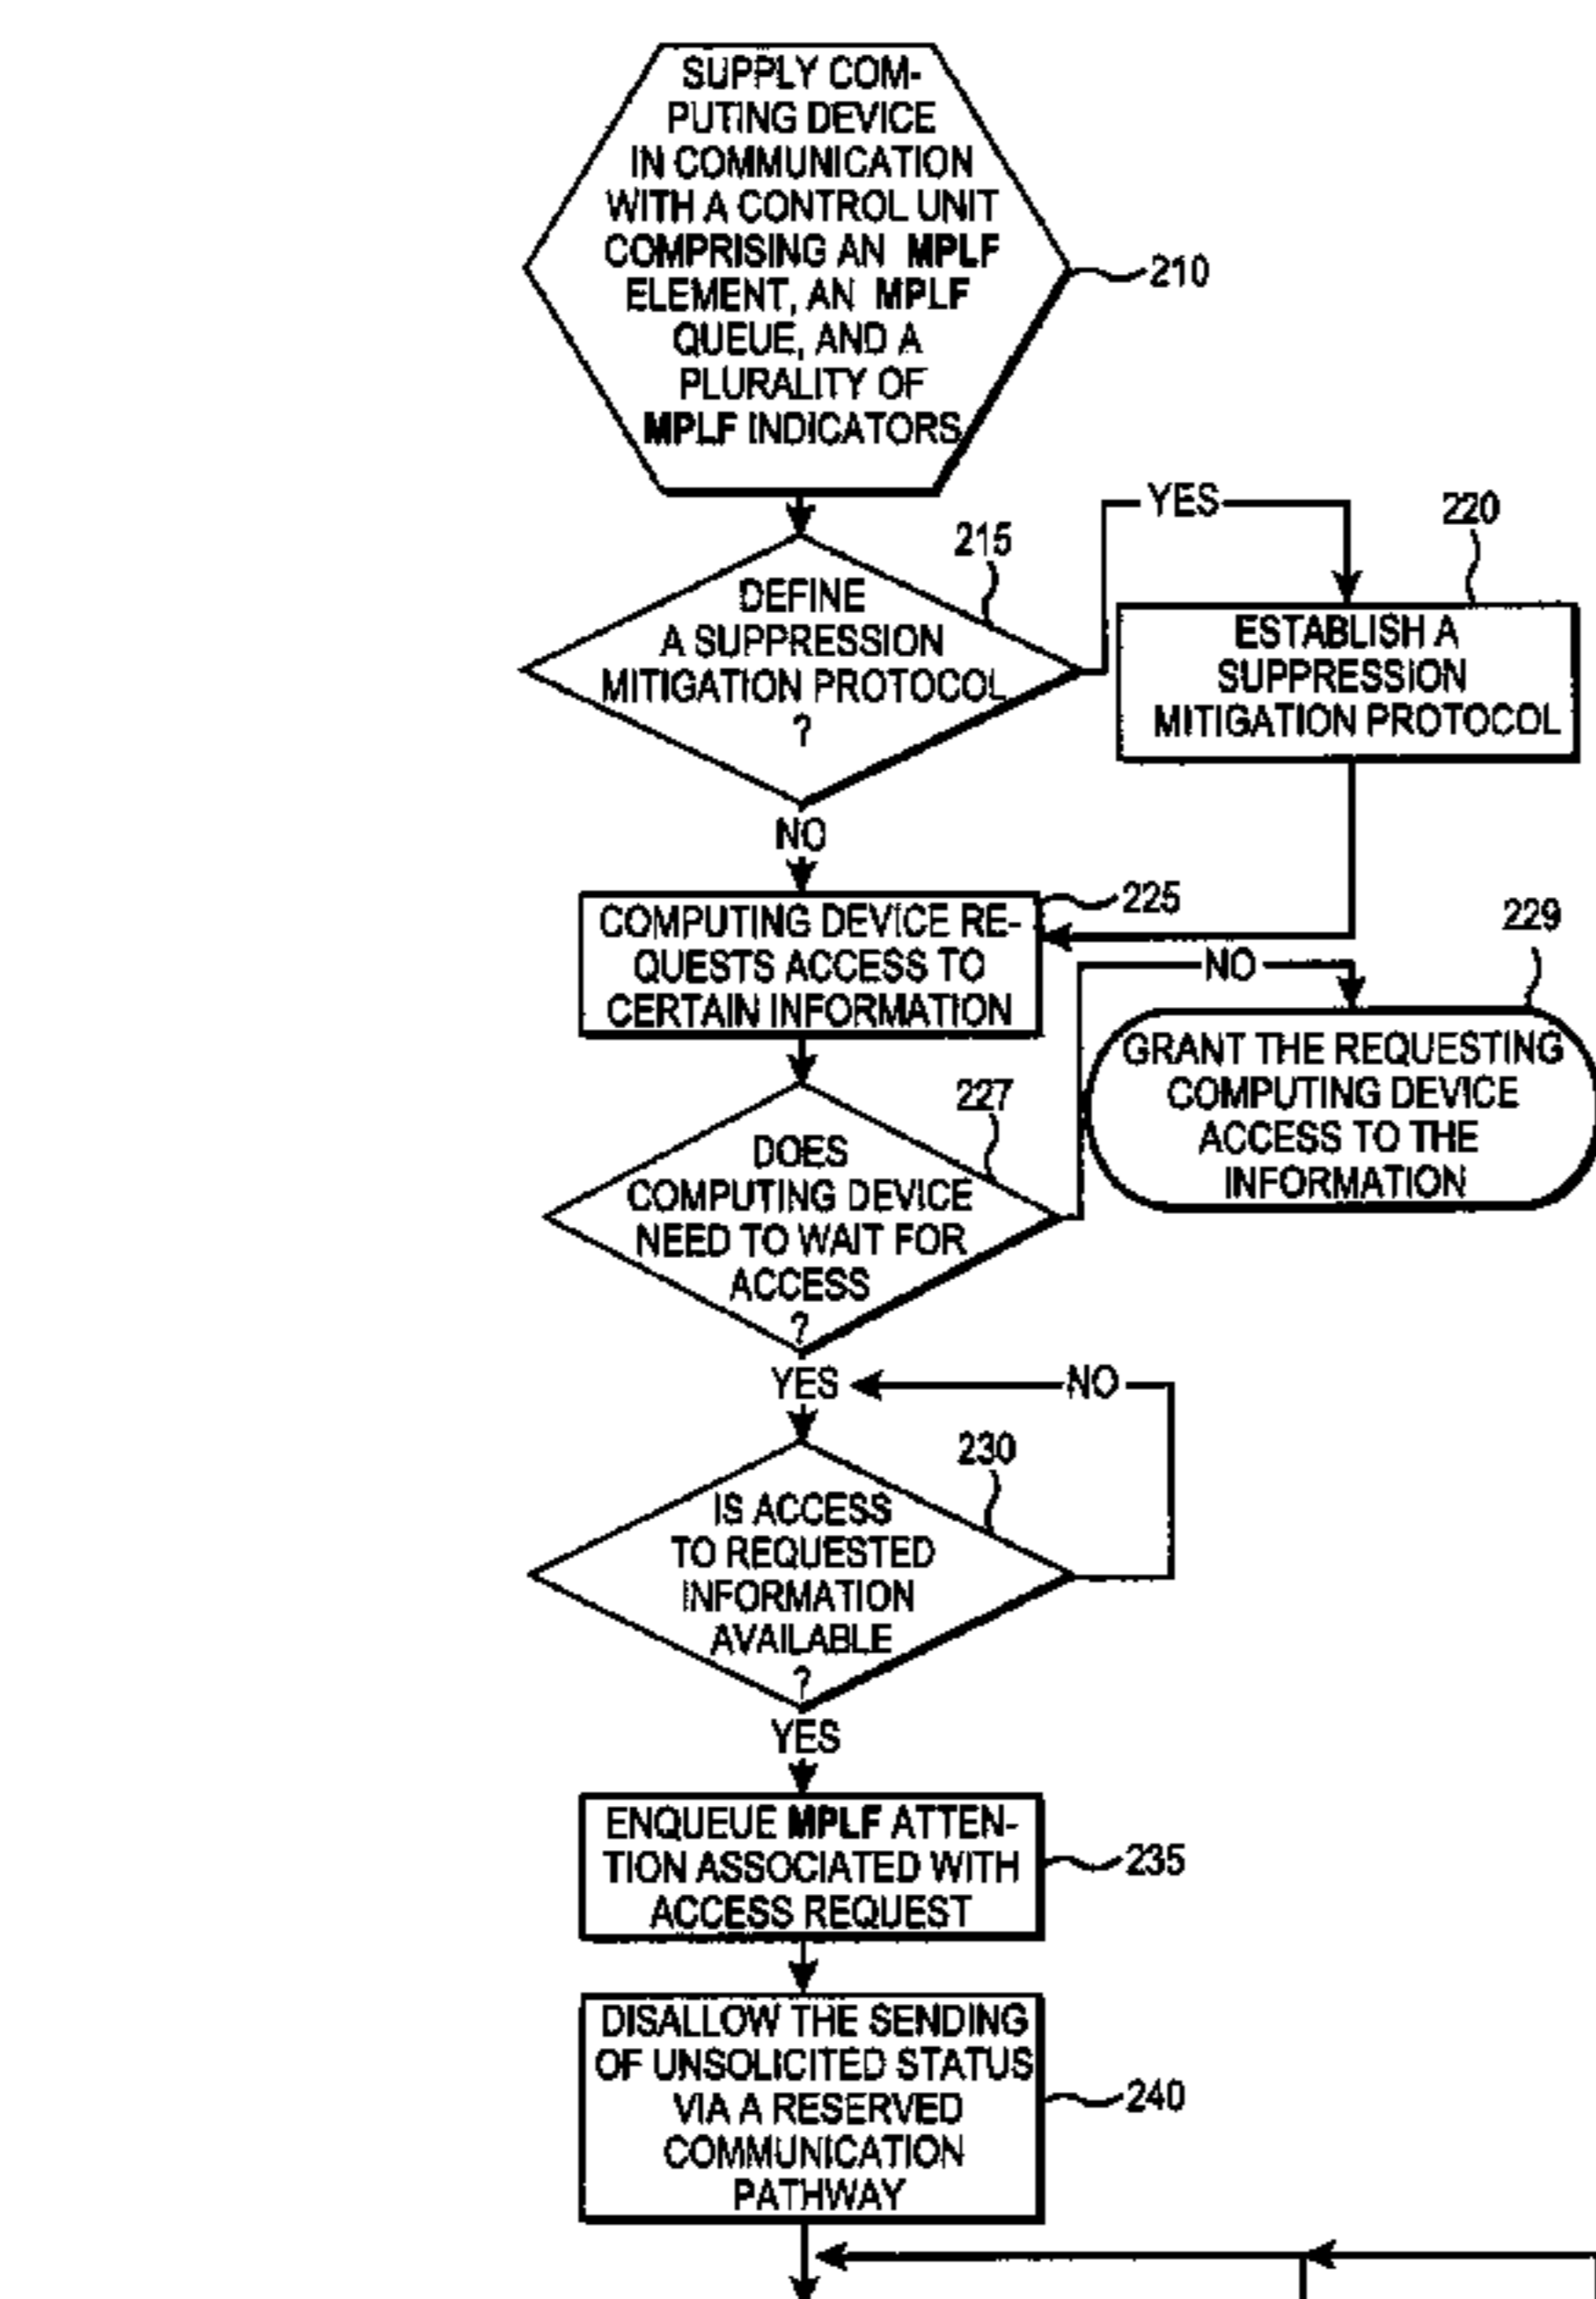 SUPPLY COM-
PUTING DEVICE
IN COMMUNICATION
WITH A CONTROL UNIT
COMPRISING AN MPLF
ELEMENT, AN MPLF
QUEUE, AND A
PLURALITY OF
MPLF INDICATORS
210
DEFINE
A SUPPRESSION
MITIGATION PROTOCOL
?
215
YES
220
ESTABLISH A
SUPPRESSION
MITIGATION PROTOCOL
NO
225
COMPUTING DEVICE RE-
QUESTS ACCESS TO
CERTAIN INFORMATION
NO
229
GRANT THE REQUESTING
COMPUTING DEVICE
ACCESS TO THE
INFORMATION
227
DOES
COMPUTING DEVICE
NEED TO WAIT FOR
ACCESS
?
YES
NO
230
IS ACCESS
TO REQUESTED
INFORMATION
AVAILABLE
?
YES
ENQUEUE MPLF ATTEN-
TION ASSOCIATED WITH
ACCESS REQUEST
235
DISALLOW THE SENDING
OF UNSOLICITED STATUS
VIA A RESERVED
COMMUNICATION
PATHWAY
240